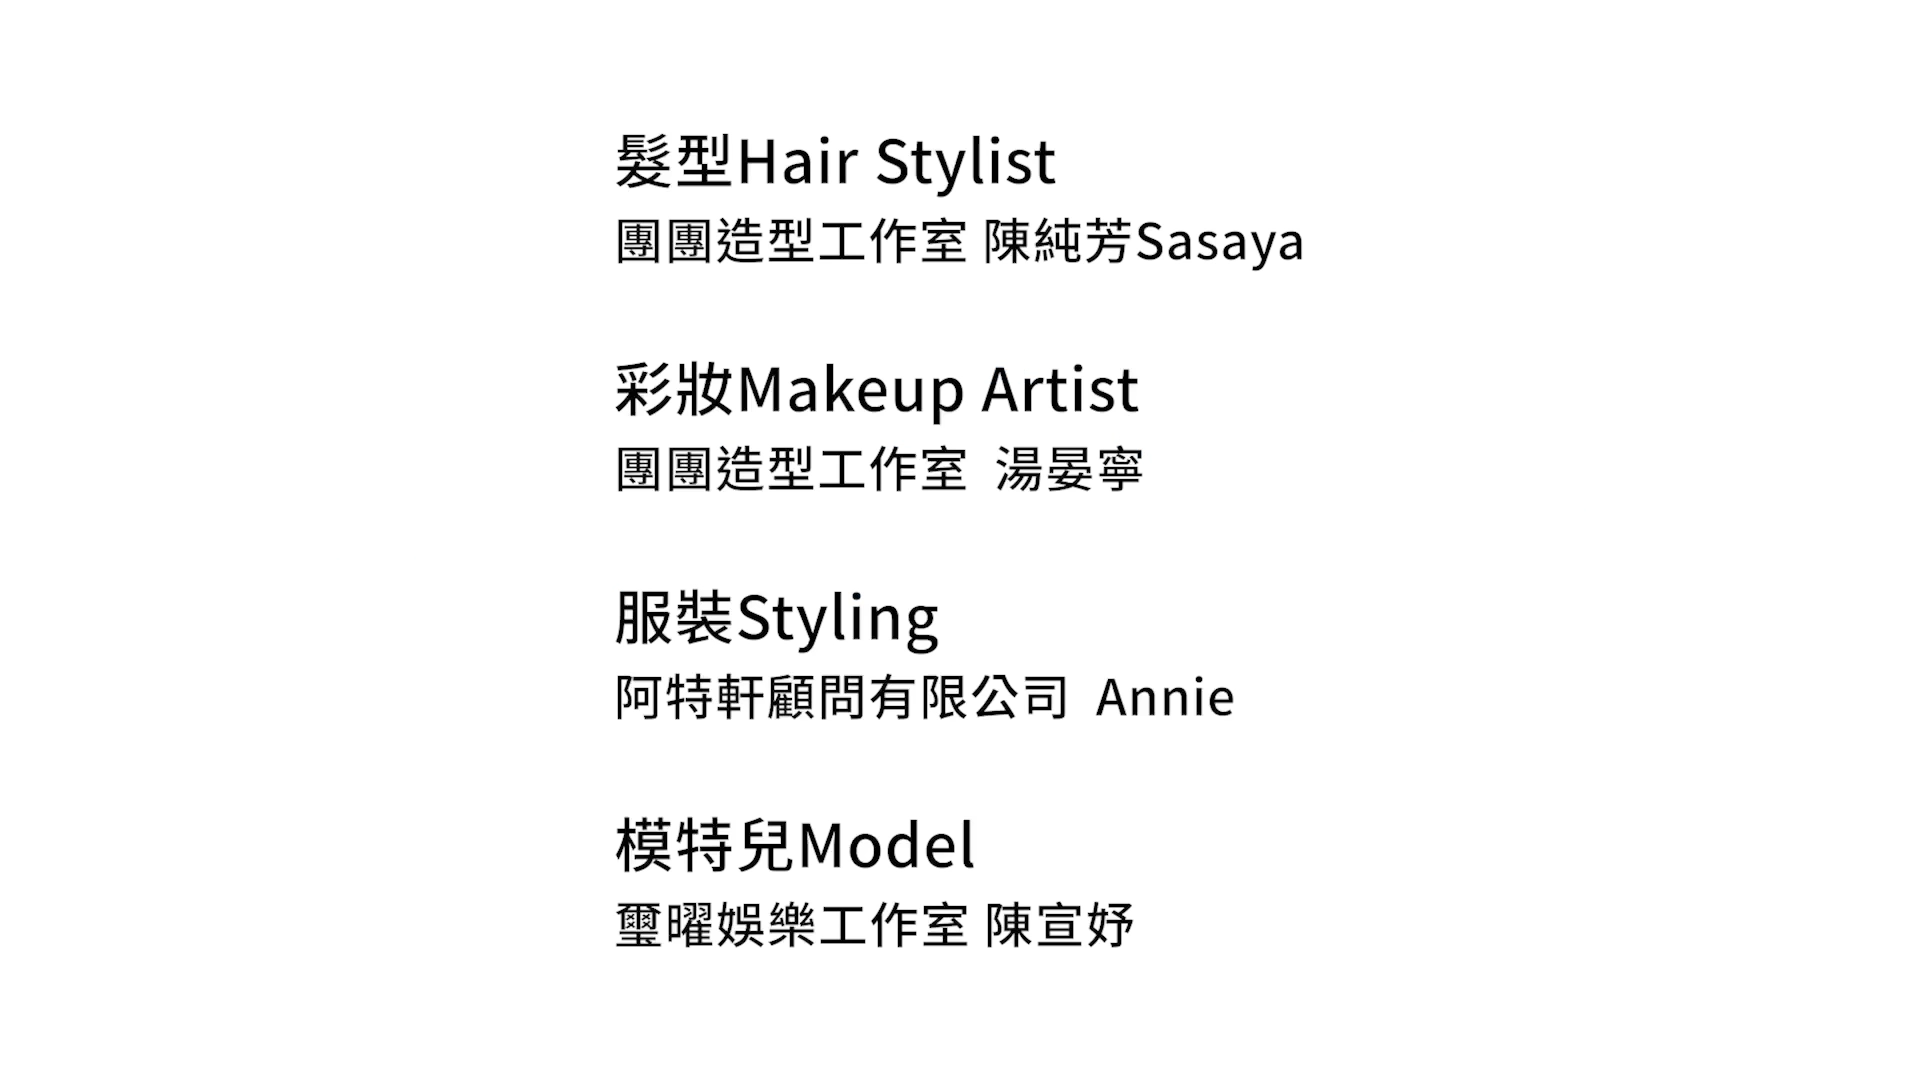 髮型Hair Stylist
團團造型工作室 陳純芳Sasaya
彩妝Makeup Artist
團團造型工作室 湯晏寧
服裝Styling
阿特軒顧問有限公司 Annie
模特兒Model
璽曜娛樂工作室 陳宣妤